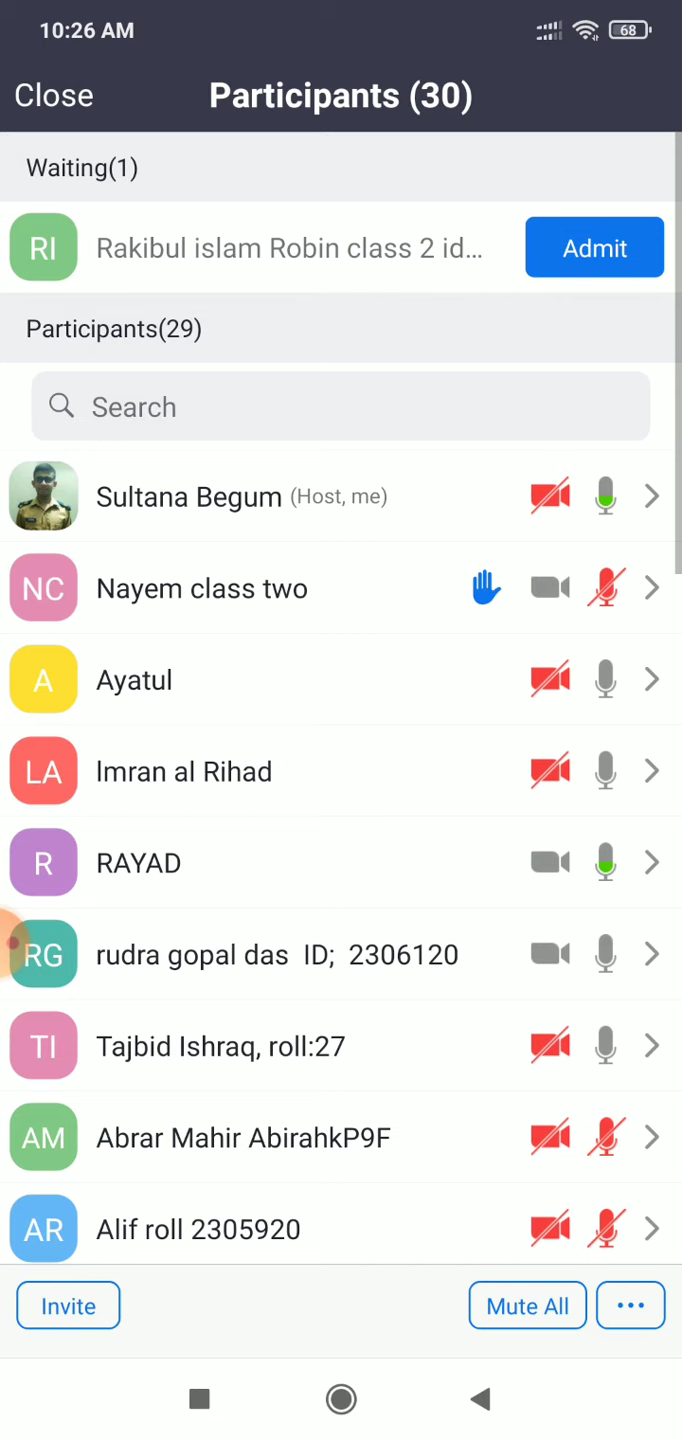 10:26 AM 68
Close Participants (30)
Waiting(1)
RI Rakibul islam Robin class 2 id... Admit
Participants(29)
Search
Sultana Begum (Host, me)
NC Nayem class two
A Ayatul
LA lmran al Rihad
R RAYAD
RG rudra gopal das ID; 2306120
TI Tajbid Ishraq, roll:27
AM Abrar Mahir AbirahkP9F
AR Alif roll 2305920
Invite Mute All ...